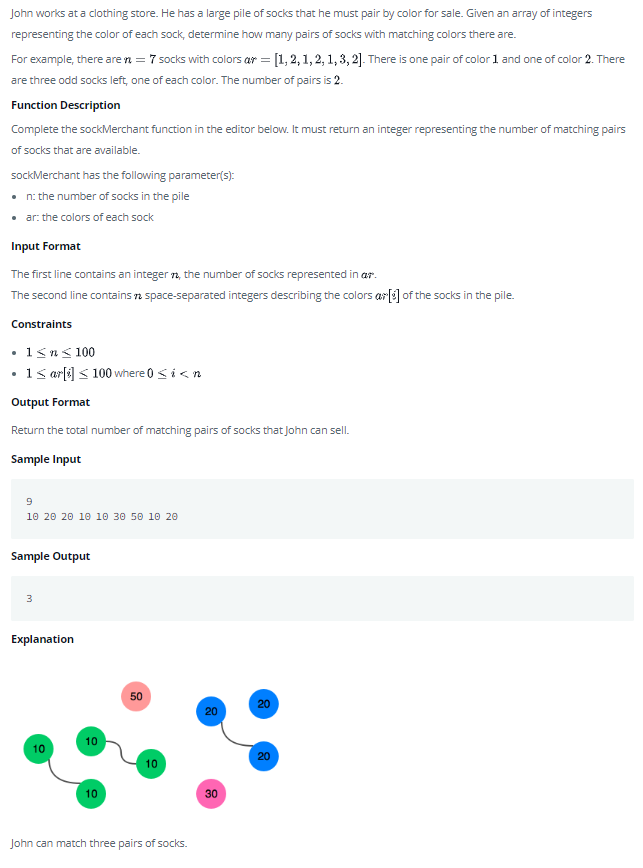 John works at a clothing store. He has a large pile of socks that he must pair by color for sale. Given an array of integers
representing the color of each sock, determine how many pairs of socks with matching colors there are.
For example, there are n = 7 socks with colors ar = [1, 2, 1, 2, 1, 3, 2]. There is one pair of color 1 and one of color 2. There
are three odd socks left, one of each color. The number of pairs is 2.
Function Description
Complete the sockMerchant function in the editor below. It must return an integer representing the number of matching pairs
of socks that are available.
sockMerchant has the following parameter(s):
• n: the number of socks in the pile
• ar: the colors of each sock
Input Format
The first line contains an integer n, the number of socks represented in ar.
The second line contains n space-separated integers describing the colors ar[i] of the socks in the pile.
Constraints
• 1 ≤ n ≤ 100
• 1 ≤ ar[i] ≤ 100 where 0 ≤ i < n
Output Format
Return the total number of matching pairs of socks that John can sell.
Sample Input
9
10 20 20 10 10 30 50 10 20
Sample Output
3
Explanation
50
20
20
10
10
10
20
10
30
John can match three pairs of socks.